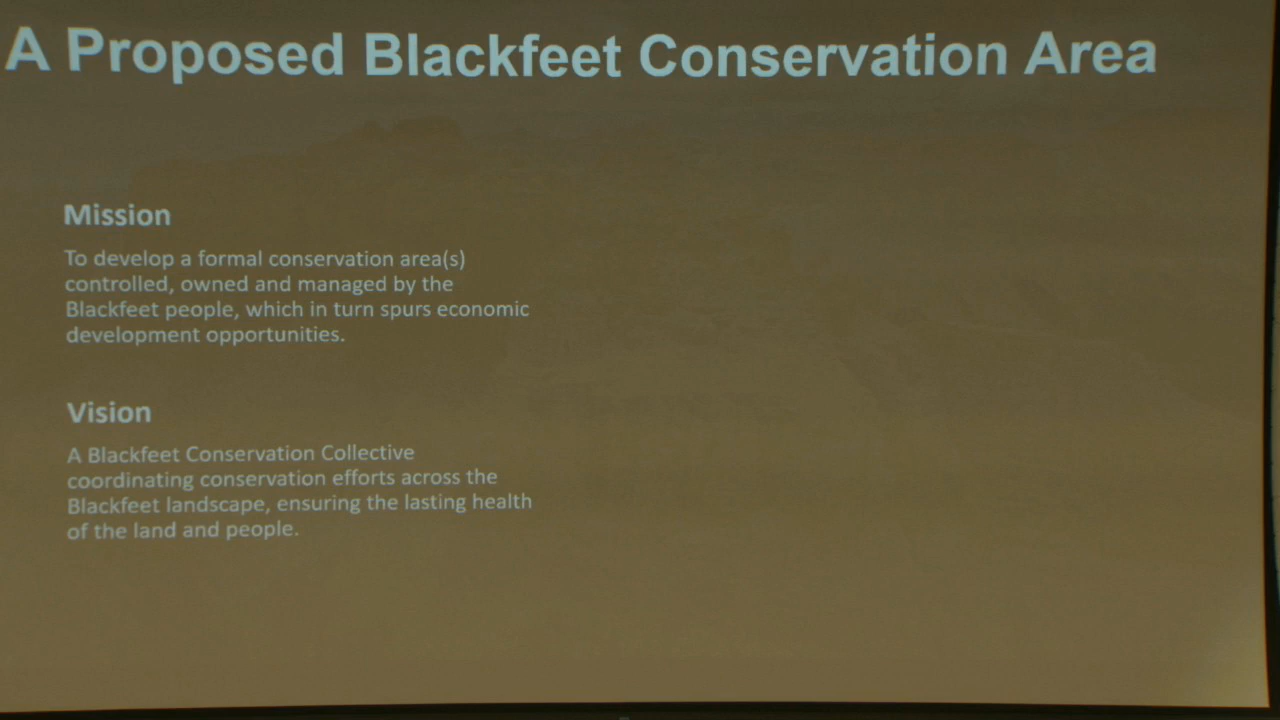 A Proposed Blackfeet Conservation Area
Mission
To develop a formal conservation area(s)
controlled, owned and managed by the
Blackfeet people, which in turn spurs economic
development opportunities.
Vision
A Blackfeet Conservation Collective
coordinating conservation efforts across the
Blackfeet landscape, ensuring the lasting health
of the land and people.